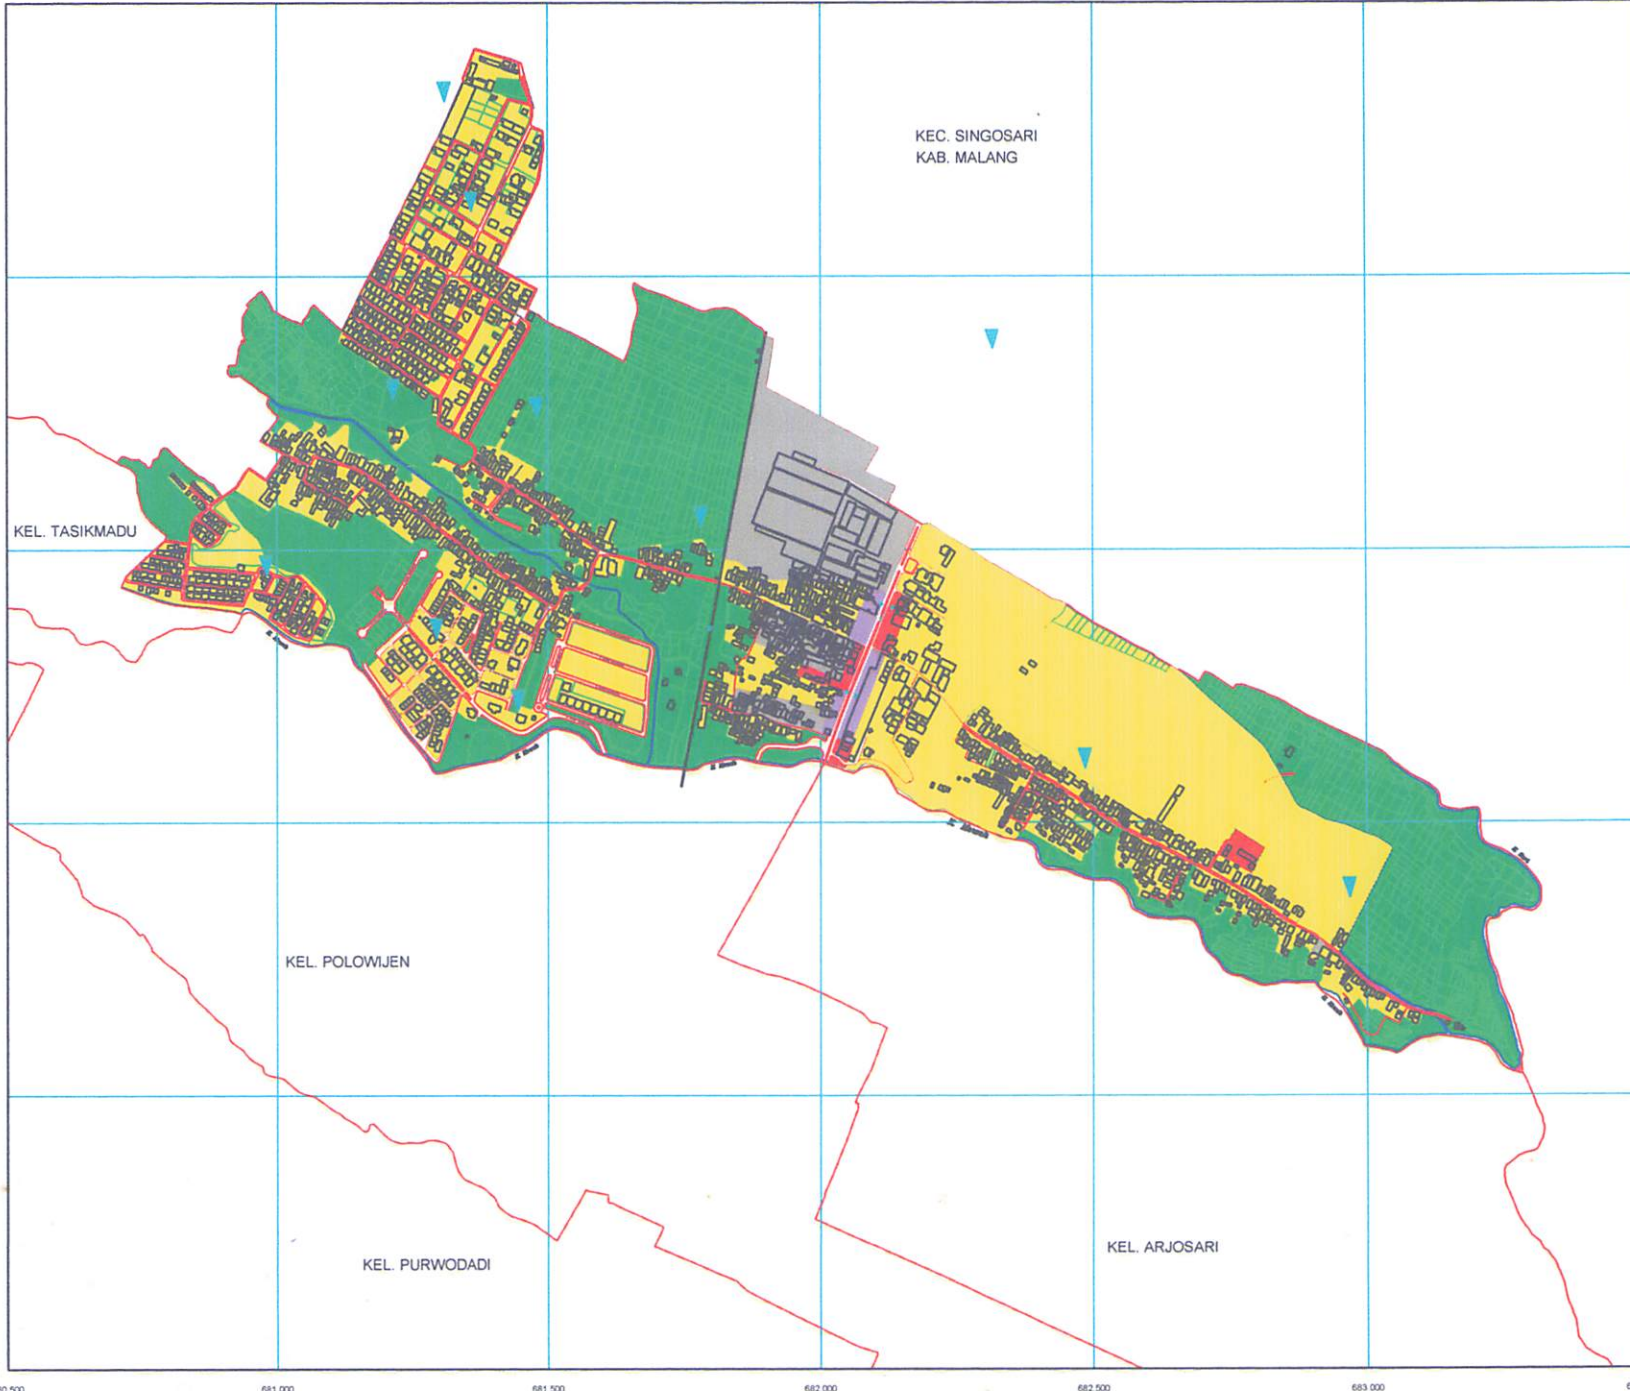 KEC. SINGOSARI
KAB. MALANG
KEL. TASIKMADU
KEL. POLOWIJEN
KEL. ARJOSARI
KEL. PURWODADI
681.000
681.500
682.000
682.500
683.000